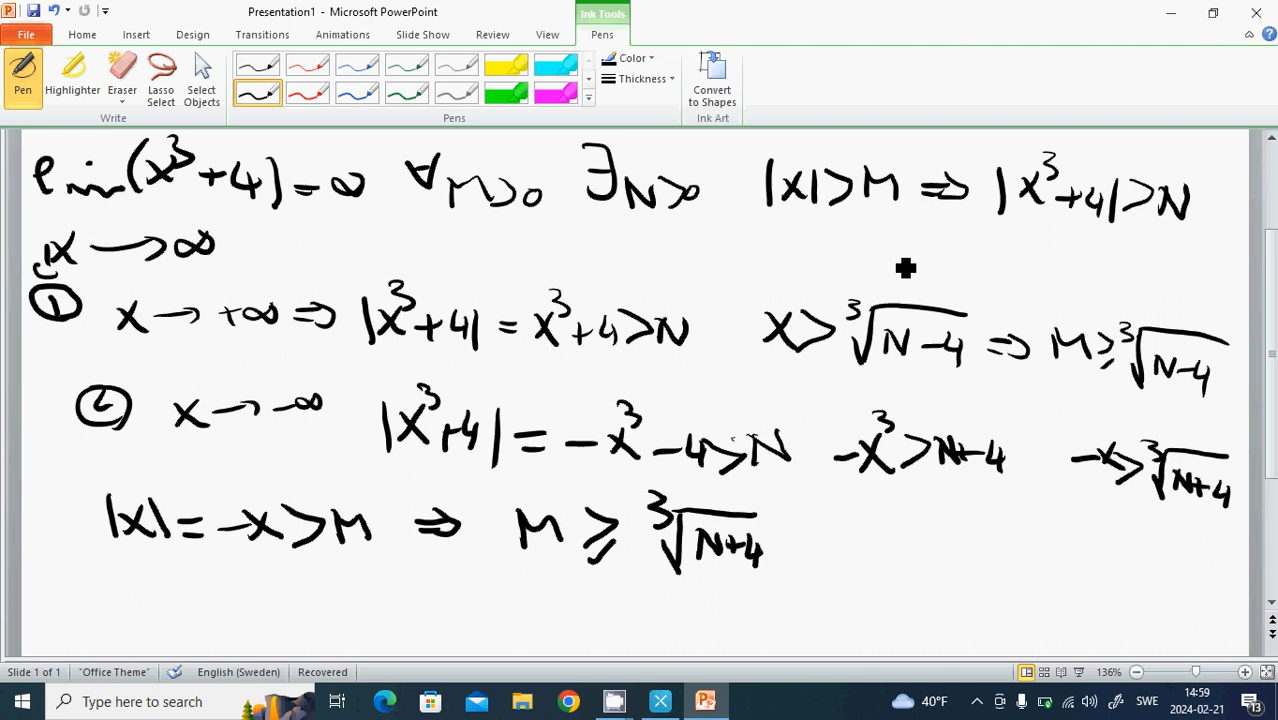 Presentation1 - Microsoft PowerPoint
Ink Tools
File Home Insert Design Transitions Animations Slide Show Review View Pens
Pen Highlighter Eraser Lasso Select Select Objects Color Thickness Convert to Shapes
Write Pens Ink Art
lim(x³+4)=∞ ∀M>0 ∃N>0 |x|>M ⇒ |x³+4|>N
x → ∞
① x → +∞ ⇒ |x³+4| = x³+4>N x>∛(N-4) ⇒ M≥∛(N-4)
② x → -∞ |x³+4| = -x³-4>N -x³>N+4 -x>∛(N+4)
|x|=-x>M ⇒ M ≥ ∛(N+4)
Slide 1 of 1 "Office Theme" English (Sweden) Recovered 136%
Type here to search 40°F SWE 14:59
2024-02-21 13